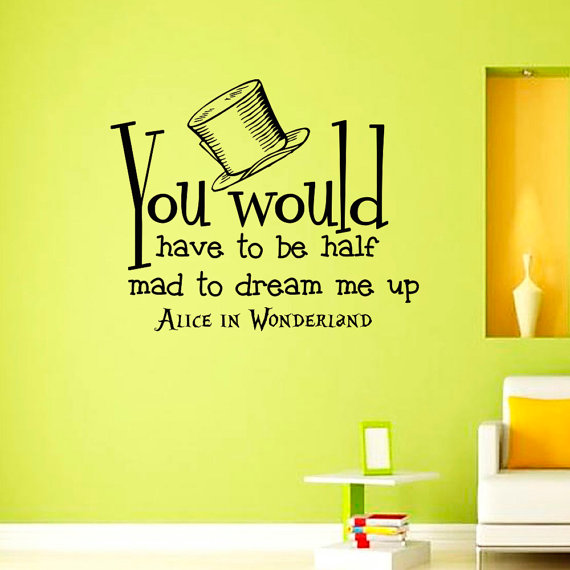 You would
have to be half
mad to dream me up
Alice in Wonderland